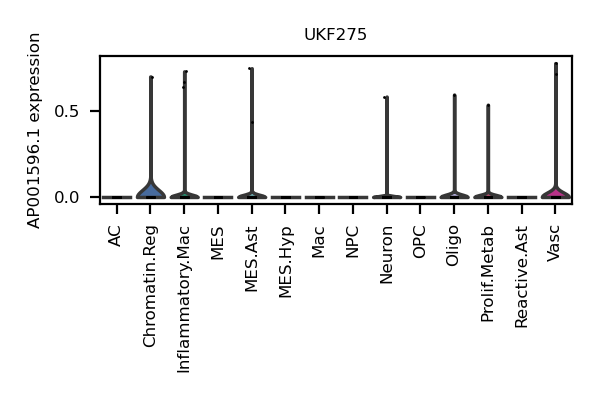 UKF275
AP001596.1 expression
0.5
0.0
AC
Chromatin.Reg
Inflammatory.Mac
MES
MES.Ast
MES.Hyp
Mac
NPC
Neuron
OPC
Oligo
Prolif.Metab
Reactive.Ast
Vasc